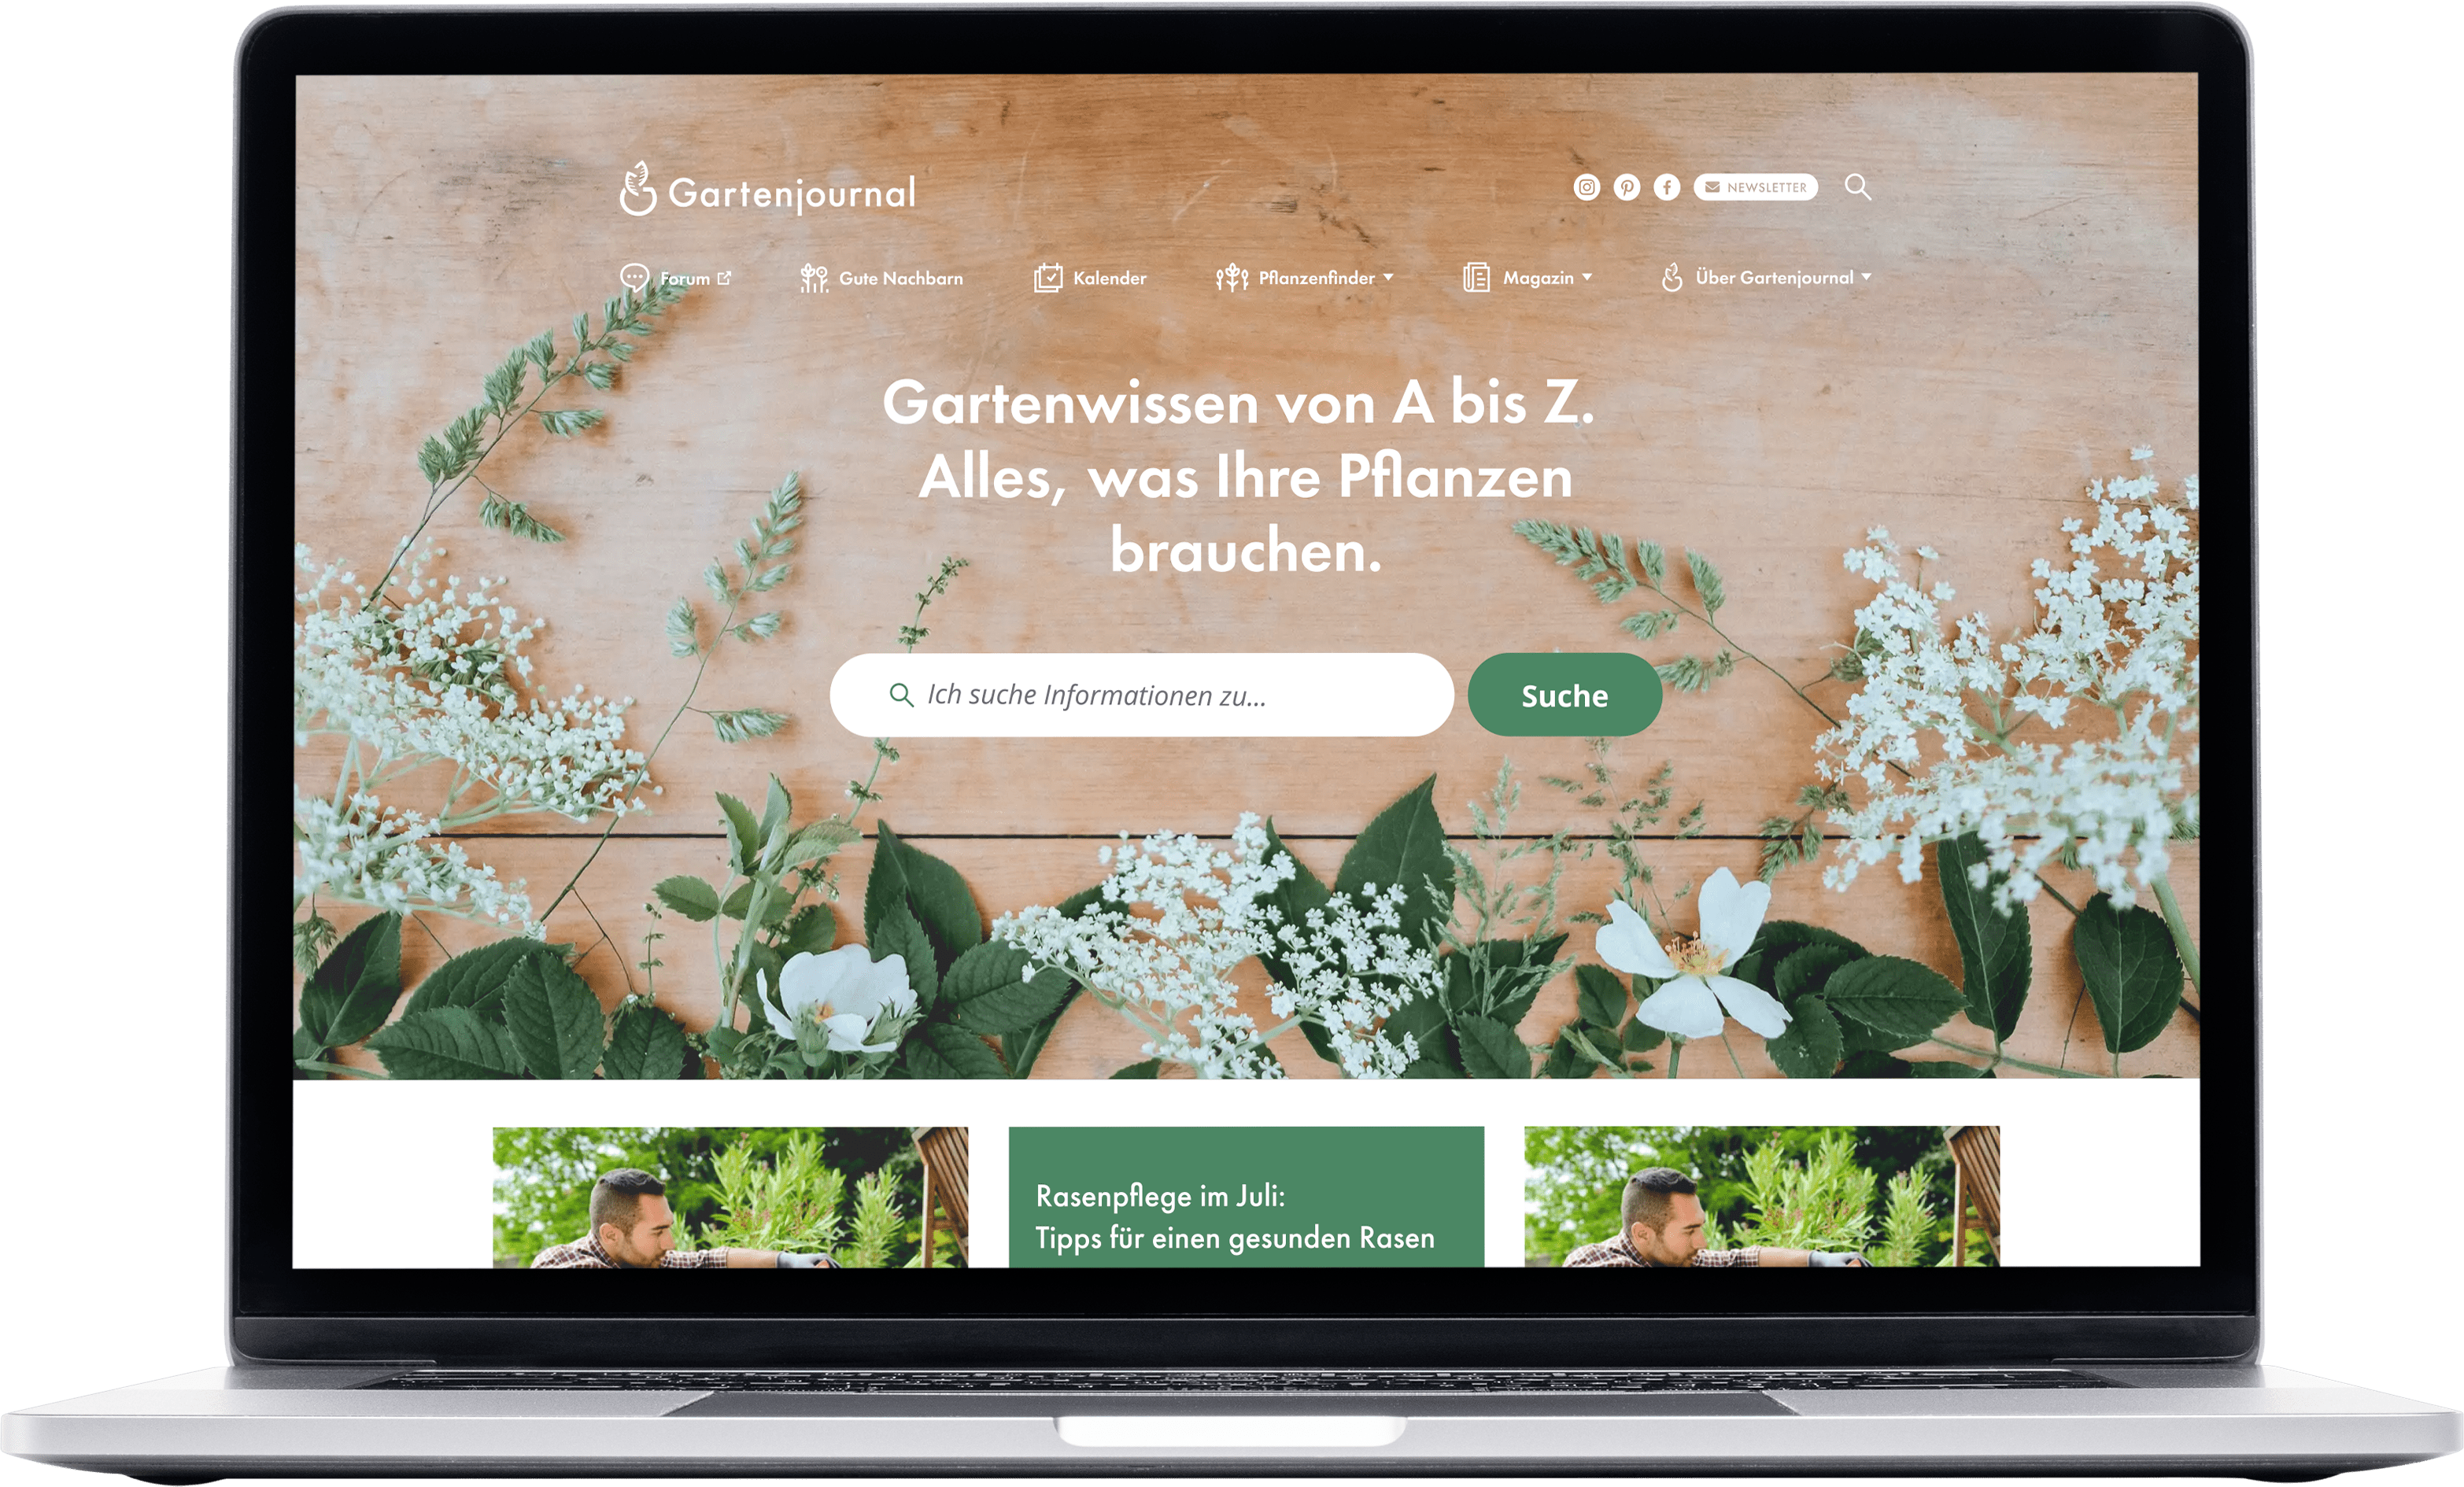 Gartenjournal
NEWSLETTER
Forum
Gute Nachbarn
Kalender
Pflanzenfinder
Magazin
Über Gartenjournal
Gartenwissen von A bis Z.
Alles, was Ihre Pflanzen
brauchen.
Ich suche Informationen zu...
Suche
Rasenpflege im Juli:
Tipps für einen gesunden Rasen